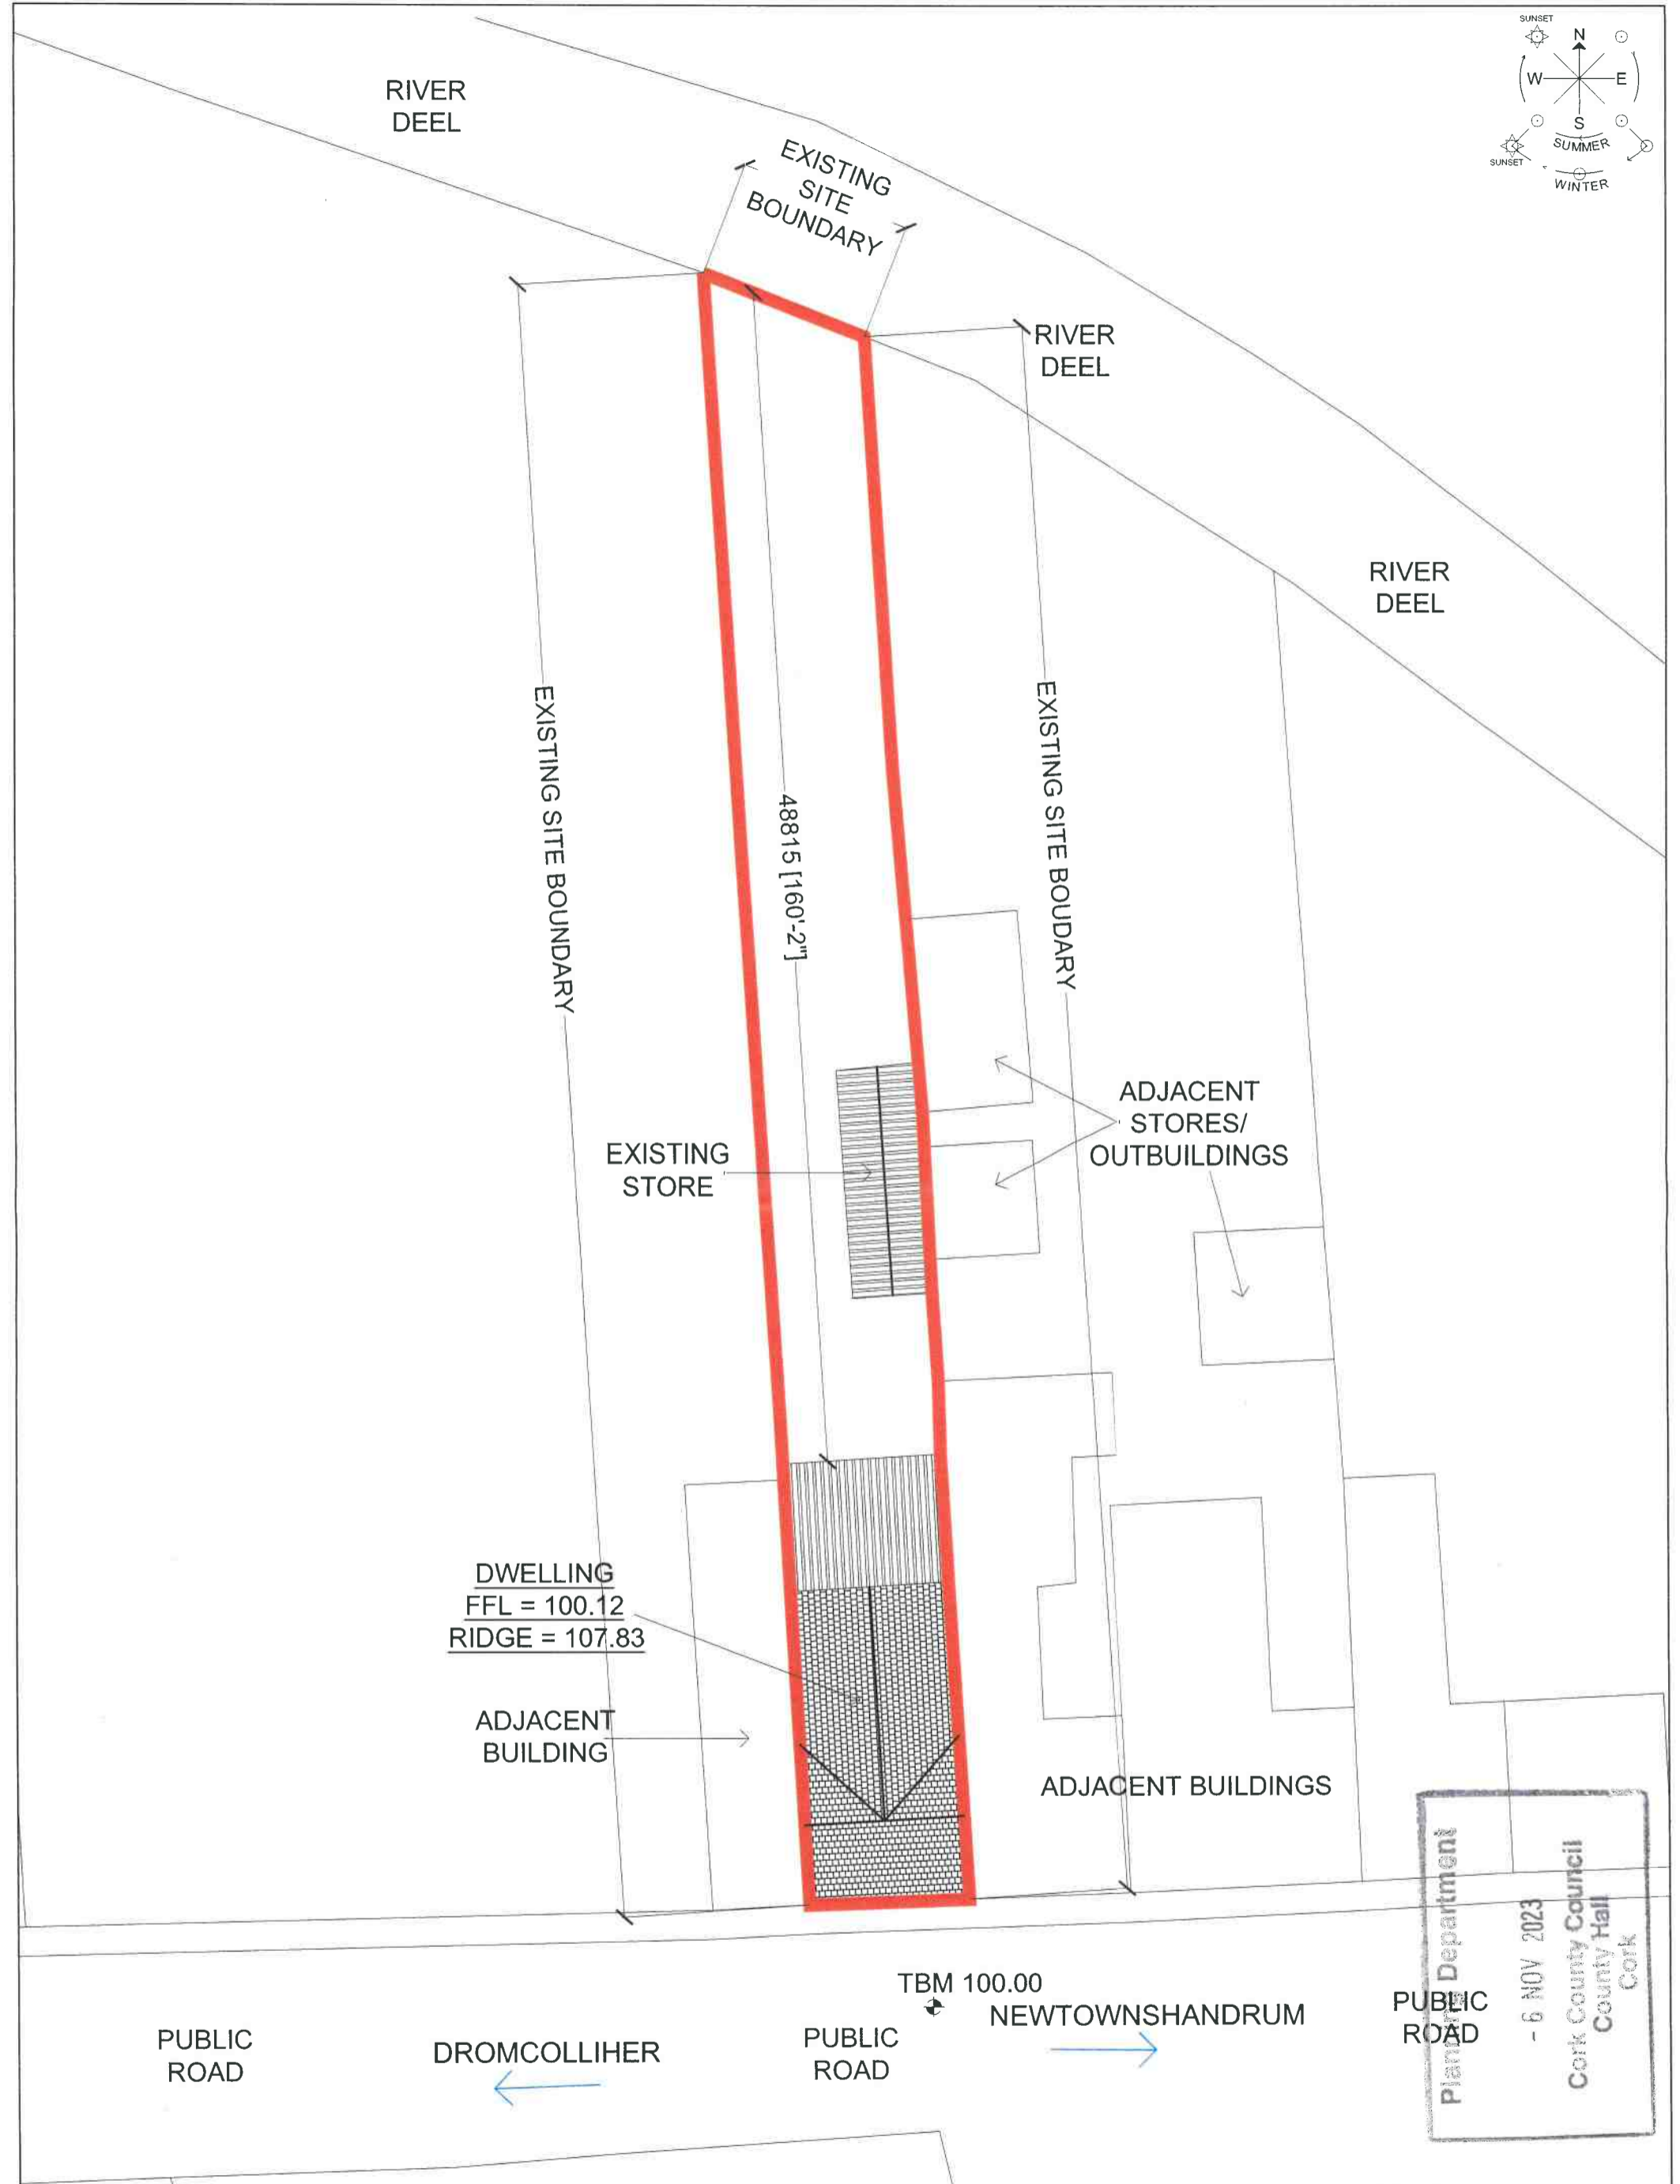 SUNSET
N
W
E
S
SUMMER
SUNSET
WINTER
RIVER
DEEL
EXISTING
SITE
BOUNDARY
RIVER
DEEL
RIVER
DEEL
EXISTING SITE BOUNDARY
48815 [160'-2"]
EXISTING SITE BOUDARY
EXISTING
STORE
ADJACENT
STORES/
OUTBUILDINGS
DWELLING
FFL = 100.12
RIDGE = 107.83
ADJACENT
BUILDING
ADJACENT BUILDINGS
TBM 100.00
NEWTOWNSHANDRUM
PUBLIC
ROAD
DROMCOLLIHER
PUBLIC
ROAD
PUBLIC
ROAD
Planning Department
- 6 NOV 2023
Cork County Council
County Hall
Cork